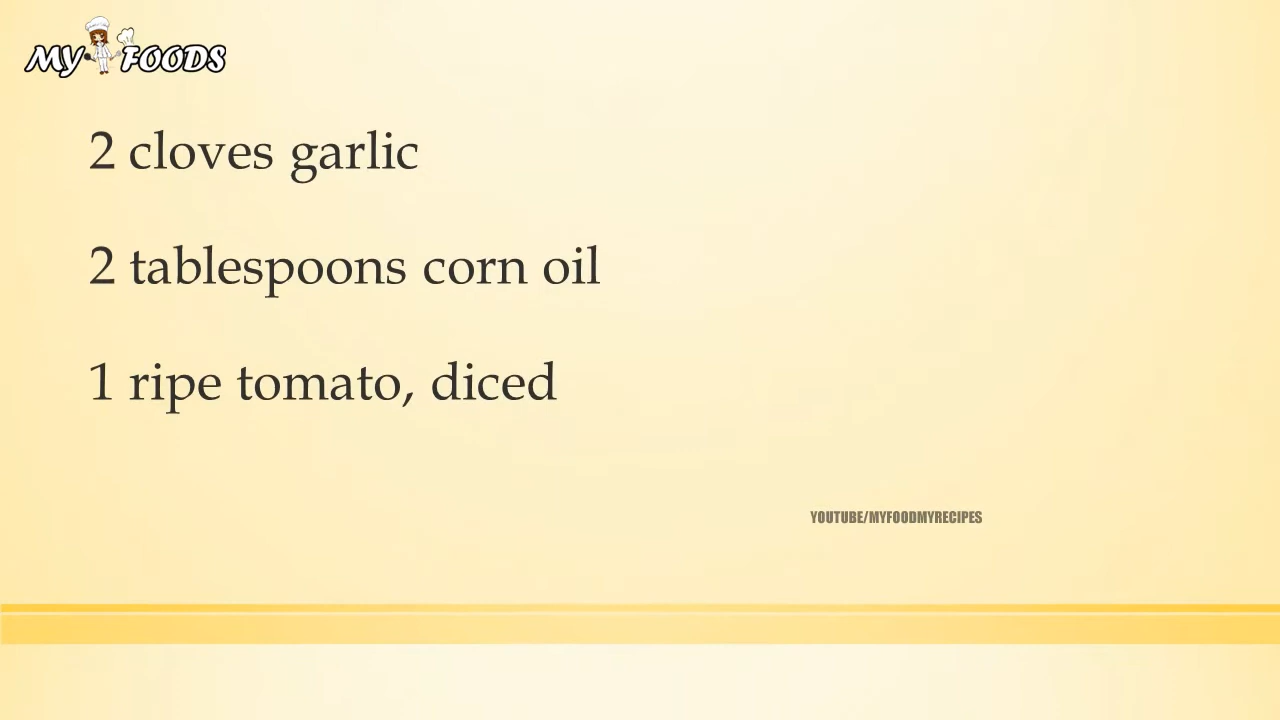 MY FOODS
2 cloves garlic
2 tablespoons corn oil
1 ripe tomato, diced
YOUTUBE/MYFOODMYRECIPES